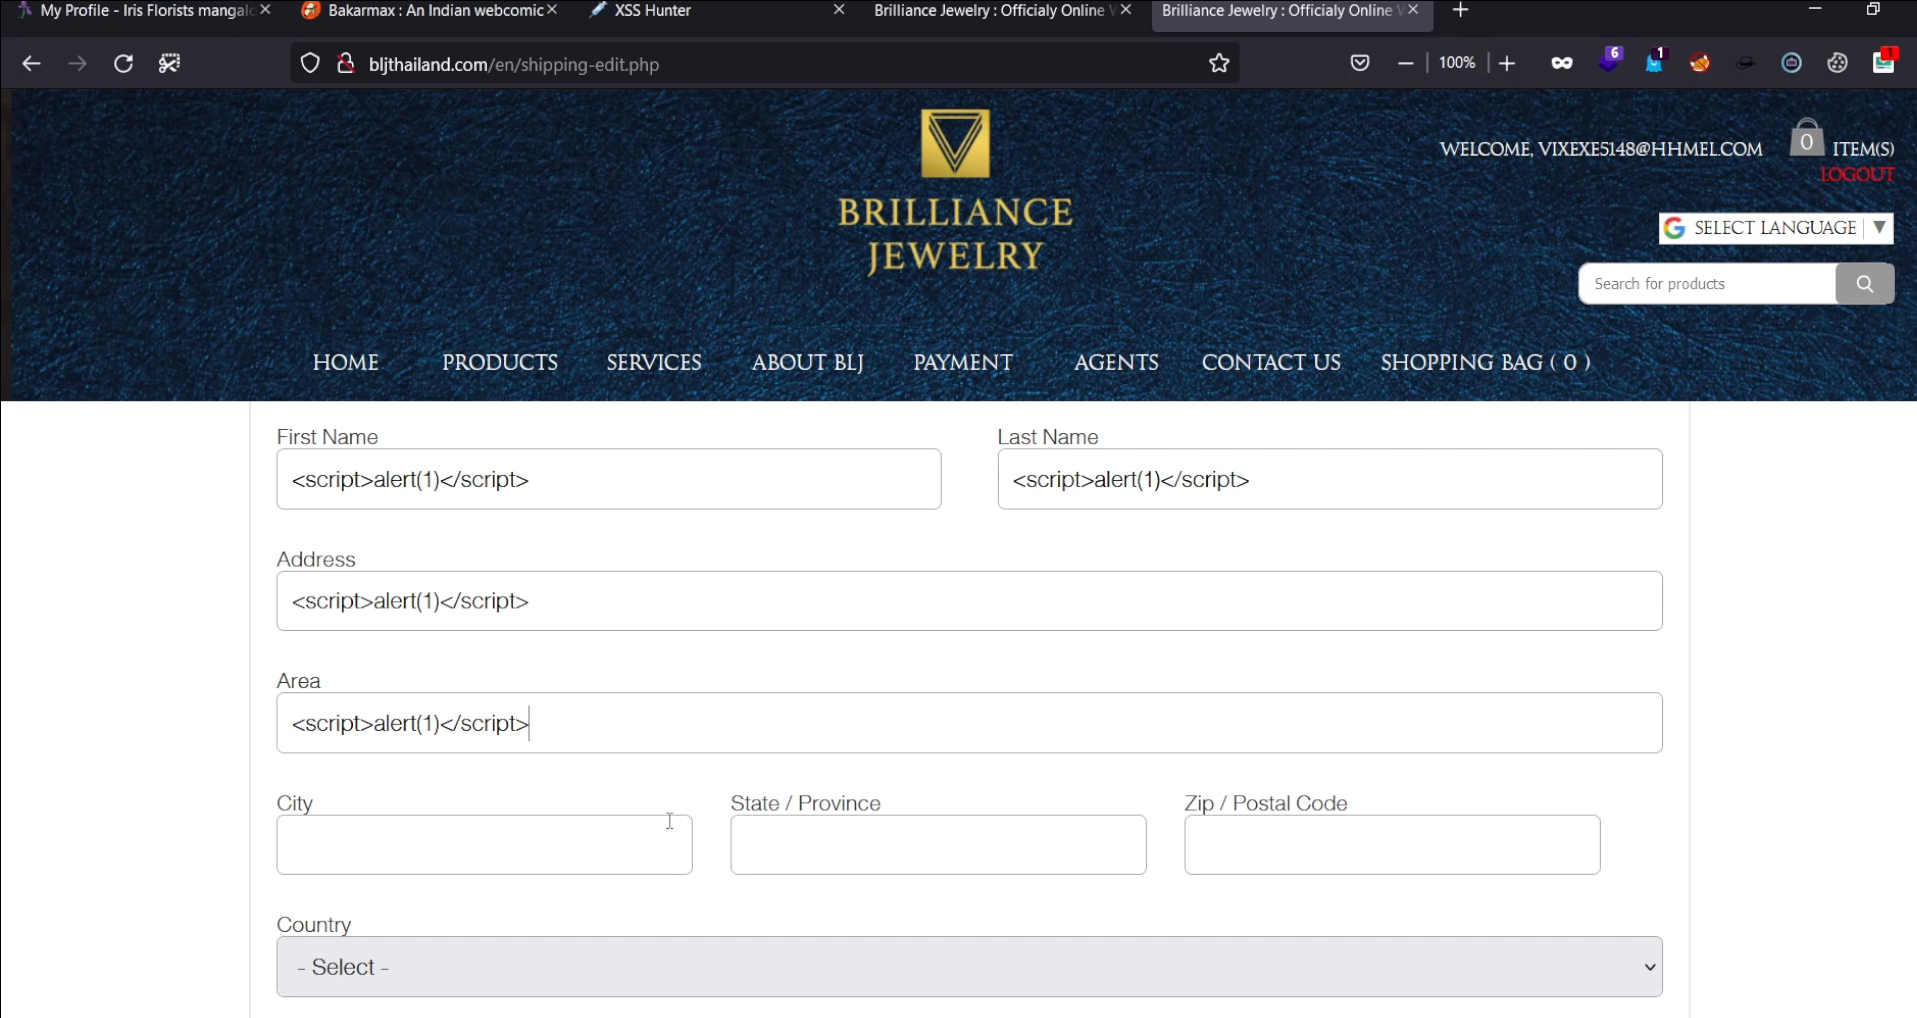 My Profile - Iris Florists mangalo
Bakarmax : An Indian webcomic
XSS Hunter
Brilliance Jewelry : Officialy Online W
Brilliance Jewelry : Officialy Online W
bljthailand.com/en/shipping-edit.php
100%
6
1
1
BRILLIANCE
JEWELRY
WELCOME, VIXEXE5148@HHMEL.COM
0
ITEM(S)
LOGOUT
G SELECT LANGUAGE ▼
Search for products
HOME
PRODUCTS
SERVICES
ABOUT BLJ
PAYMENT
AGENTS
CONTACT US
SHOPPING BAG ( 0 )
First Name
Last Name
<script>alert(1)</script>
<script>alert(1)</script>
Address
<script>alert(1)</script>
Area
<script>alert(1)</script>
City
State / Province
Zip / Postal Code
Country
- Select -